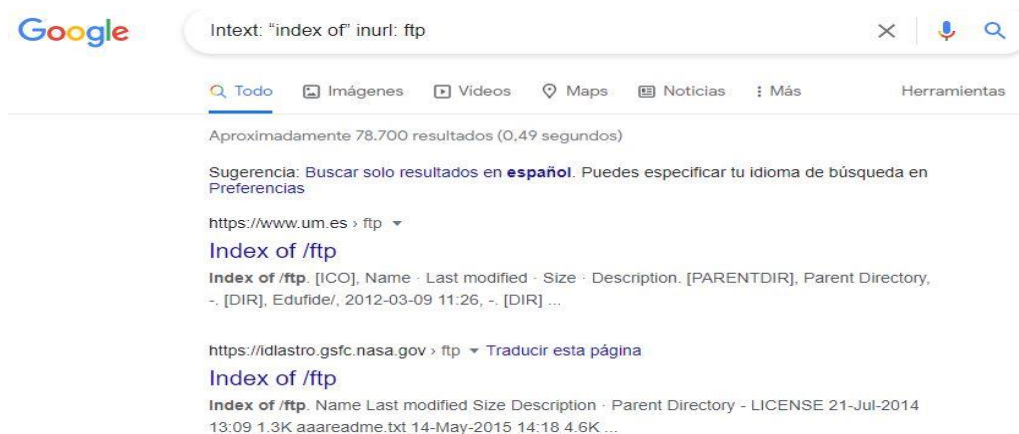 Google
Intext: “index of” inurl: ftp
Todo Imágenes Videos Maps Noticias Más Herramientas
Aproximadamente 78.700 resultados (0,49 segundos)
Sugerencia: Buscar solo resultados en español. Puedes especificar tu idioma de búsqueda en
Preferencias
https://www.um.es › ftp
Index of /ftp
Index of /ftp. [ICO], Name · Last modified · Size · Description. [PARENTDIR], Parent Directory,
-. [DIR], Edufide/, 2012-03-09 11:26, -. [DIR] ...
https://idlastro.gsfc.nasa.gov › ftp Traducir esta página
Index of /ftp
Index of /ftp. Name Last modified Size Description · Parent Directory - LICENSE 21-Jul-2014
13:09 1.3K aaareadme.txt 14-May-2015 14:18 4.6K ...